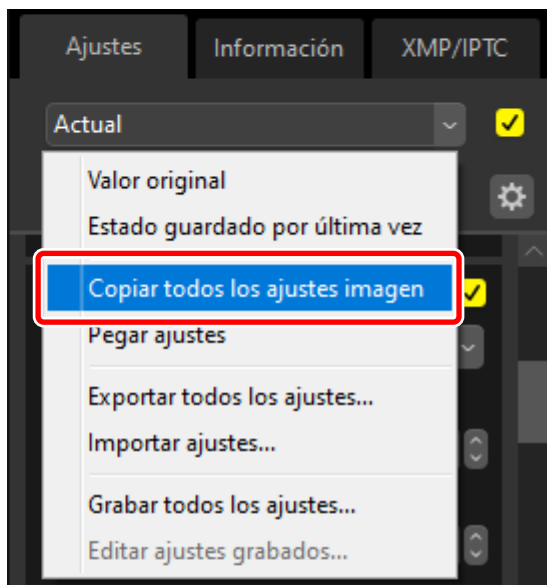 Ajustes
Información
XMP/IPTC
Actual
Valor original
Estado guardado por última vez
Copiar todos los ajustes imagen
Pegar ajustes
Exportar todos los ajustes...
Importar ajustes...
Grabar todos los ajustes...
Editar ajustes grabados...